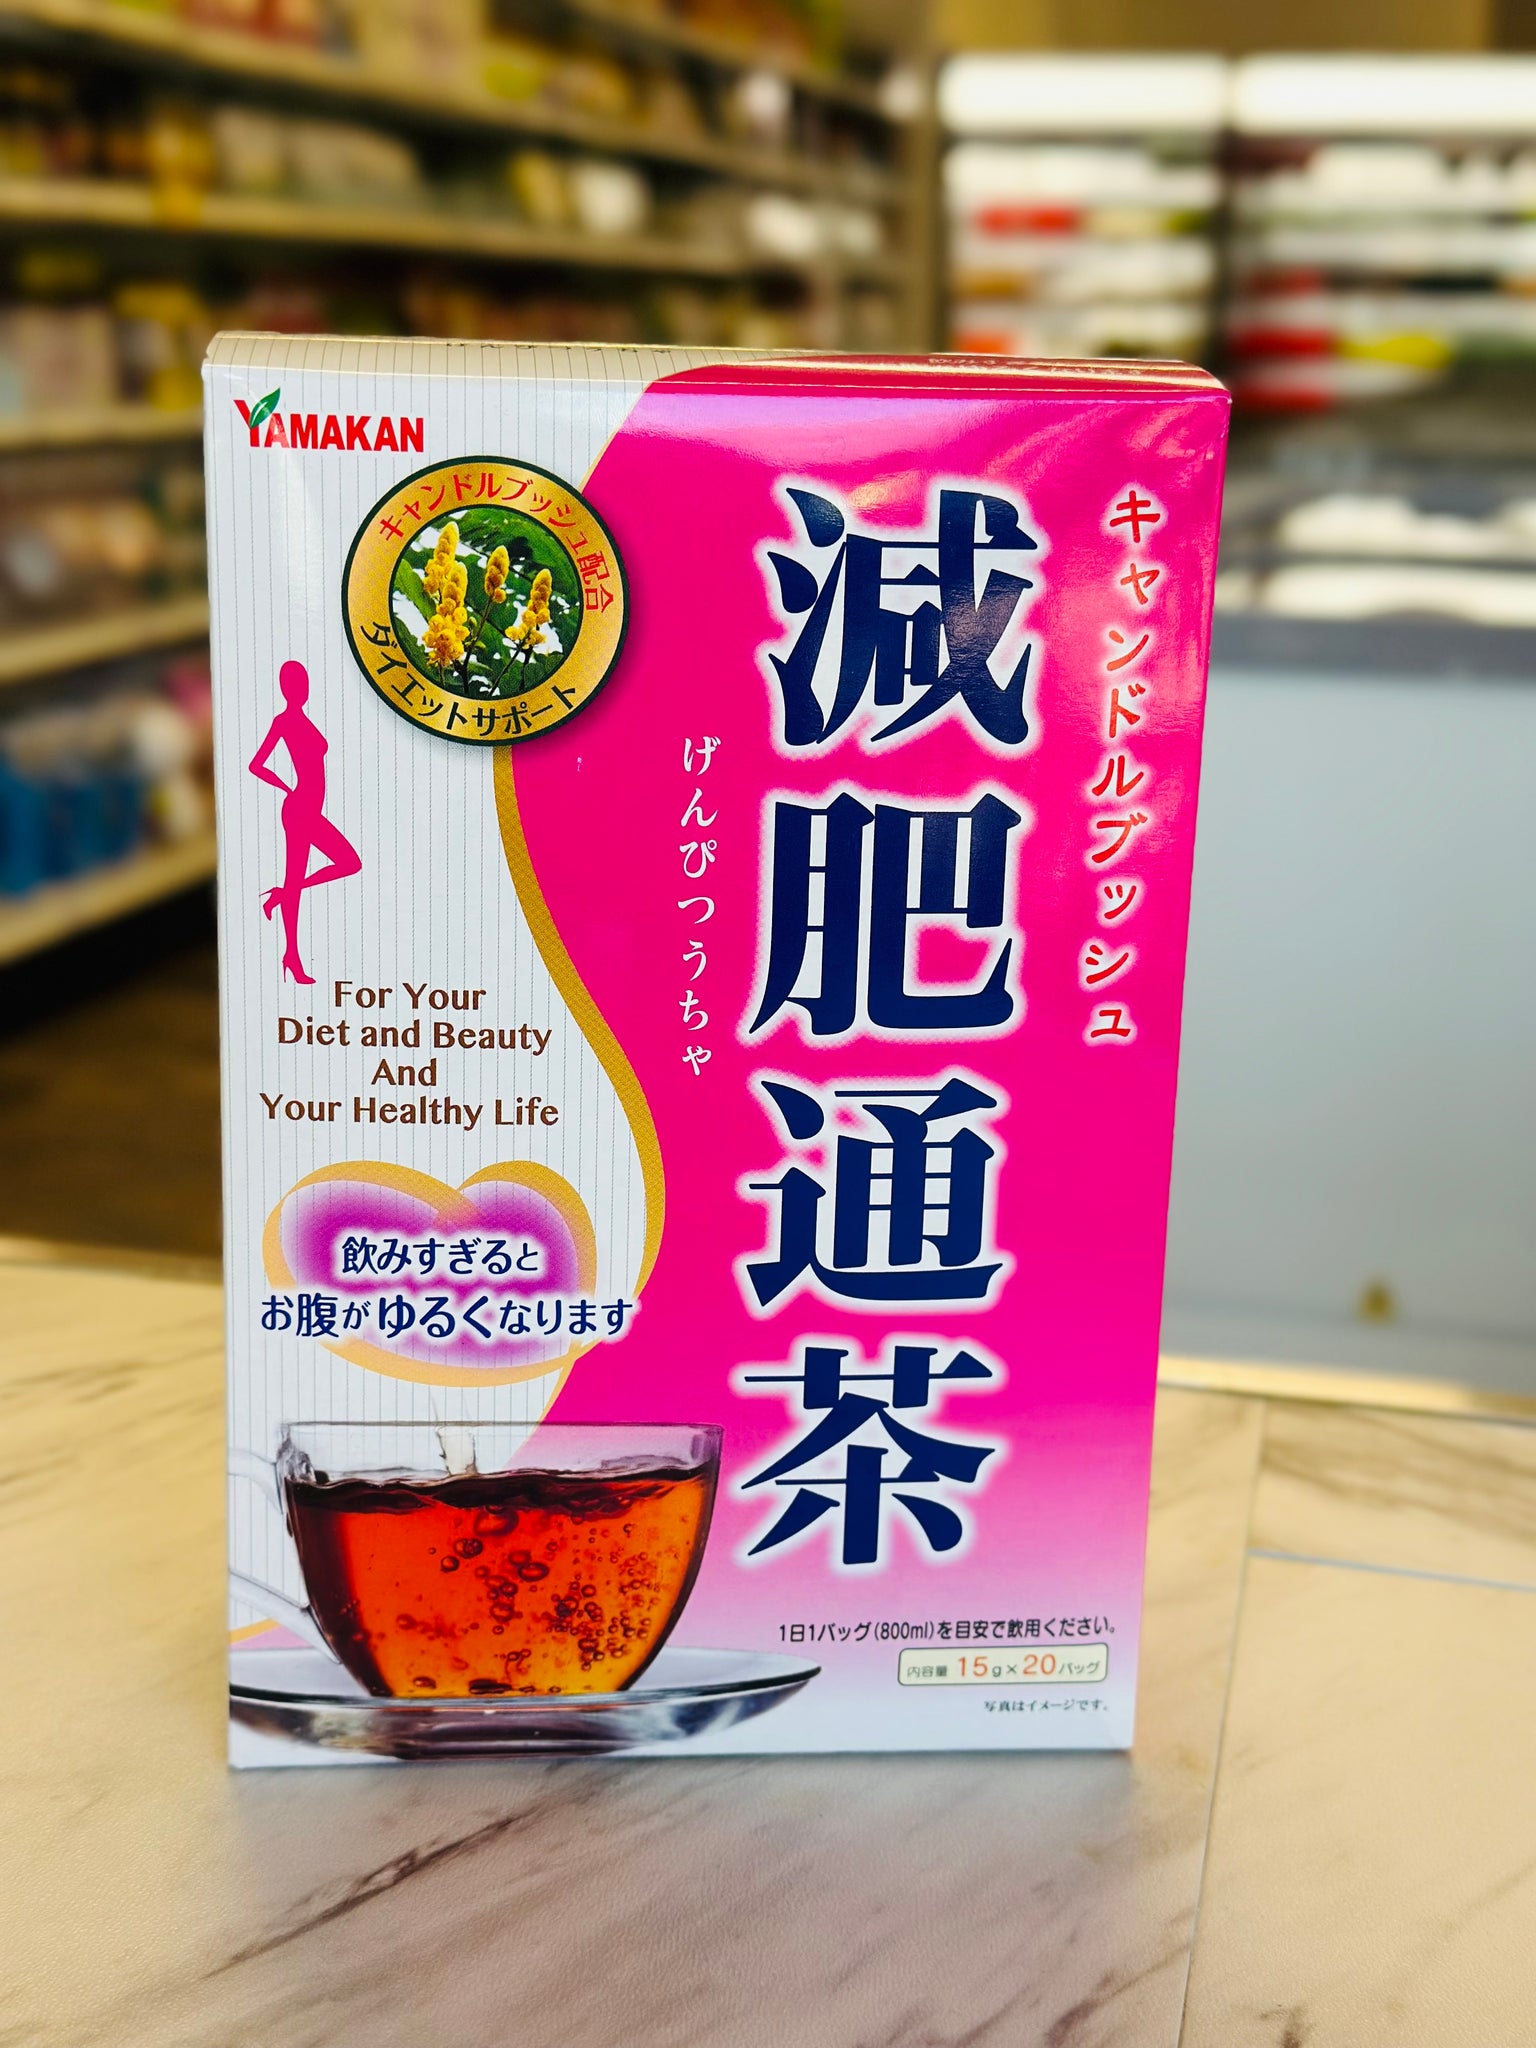 YAMAKAN
キャンドルブッシュ配合
ダイエットサポート
キャンドルブッシュ
減肥通茶
げんぴつうちゃ
For Your
Diet and Beauty
And
Your Healthy Life
飲みすぎると
お腹がゆるくなります
1日1バッグ(800ml)を目安で飲用ください。
内容量 15g×20バッグ
写真はイメージです。